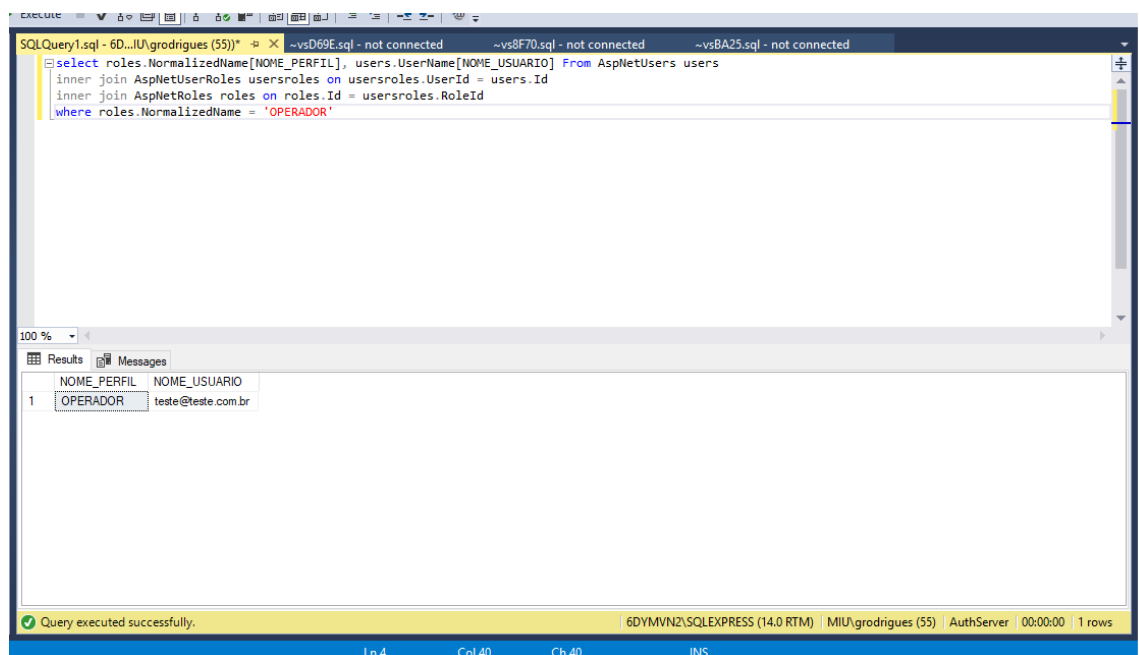 Execute
SQLQuery1.sql - 6D...IU\grodrigues (55))* ~vsD69E.sql - not connected ~vs8F70.sql - not connected ~vsBA25.sql - not connected
select roles.NormalizedName[NOME_PERFIL], users.UserName[NOME_USUARIO] From AspNetUsers users
inner join AspNetUserRoles usersroles on usersroles.UserId = users.Id
inner join AspNetRoles roles on roles.Id = usersroles.RoleId
where roles.NormalizedName = 'OPERADOR'
100 %
Results Messages
NOME_PERFIL NOME_USUARIO
1 OPERADOR teste@teste.com.br
Query executed successfully. 6DYMVN2\SQLEXPRESS (14.0 RTM) MIU\grodrigues (55) AuthServer 00:00:00 1 rows
Ln 4 Col 40 Ch 40 INS